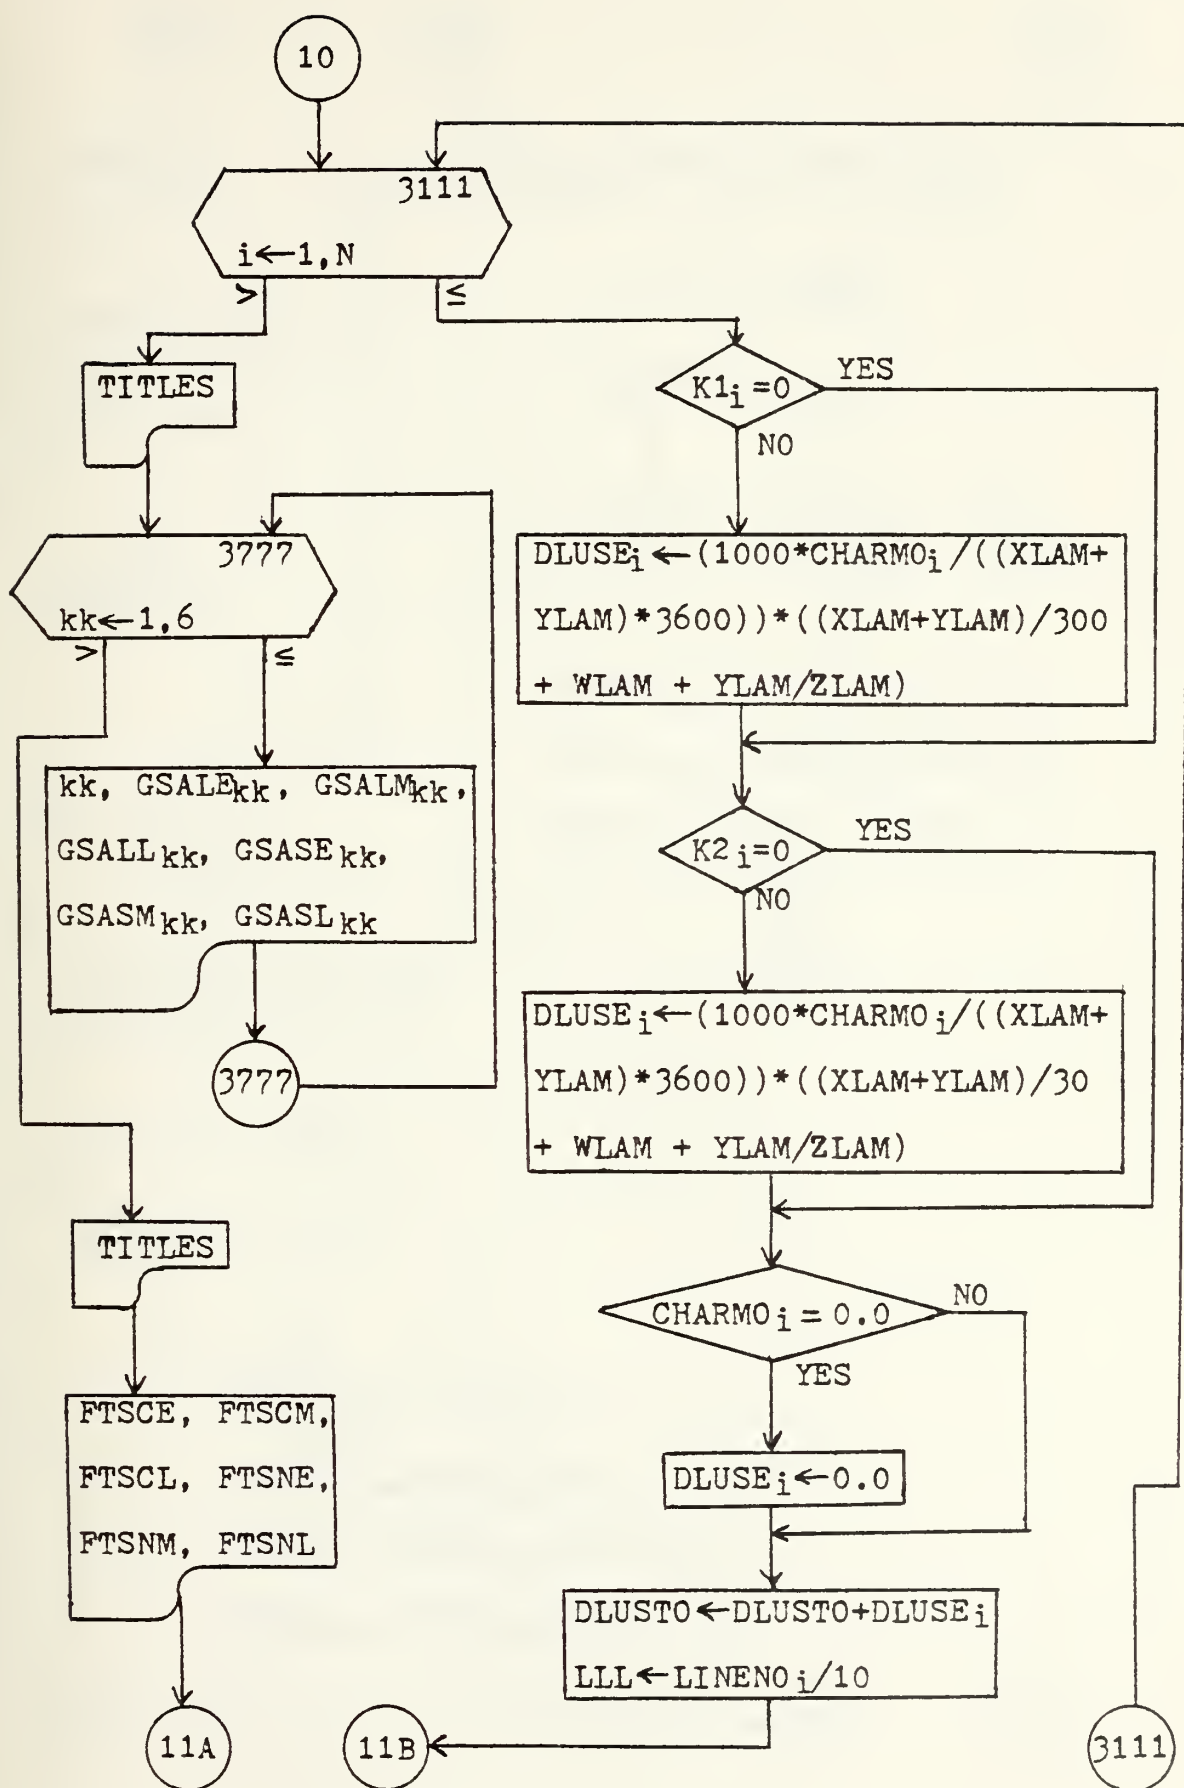 10
3111
i←1,N
>
≤
TITLES
3777
kk←1,6
>
≤
kk, GSALEkk, GSALMkk,
GSALLkk, GSASEkk,
GSASMkk, GSASLkk
3777
TITLES
FTSCE, FTSCM,
FTSCL, FTSNE,
FTSNM, FTSNL
11A
K1i=0
YES
NO
DLUSEi←(1000*CHARMOi/((XLAM+
YLAM)*3600))*((XLAM+YLAM)/300
+ WLAM + YLAM/ZLAM)
K2i=0
YES
NO
DLUSEi←(1000*CHARMOi/((XLAM+
YLAM)*3600))*((XLAM+YLAM)/30
+ WLAM + YLAM/ZLAM)
CHARMOi = 0.0
NO
YES
DLUSEi←0.0
DLUSTO←DLUSTO+DLUSEi
LLL←LINENOi/10
11B
3111